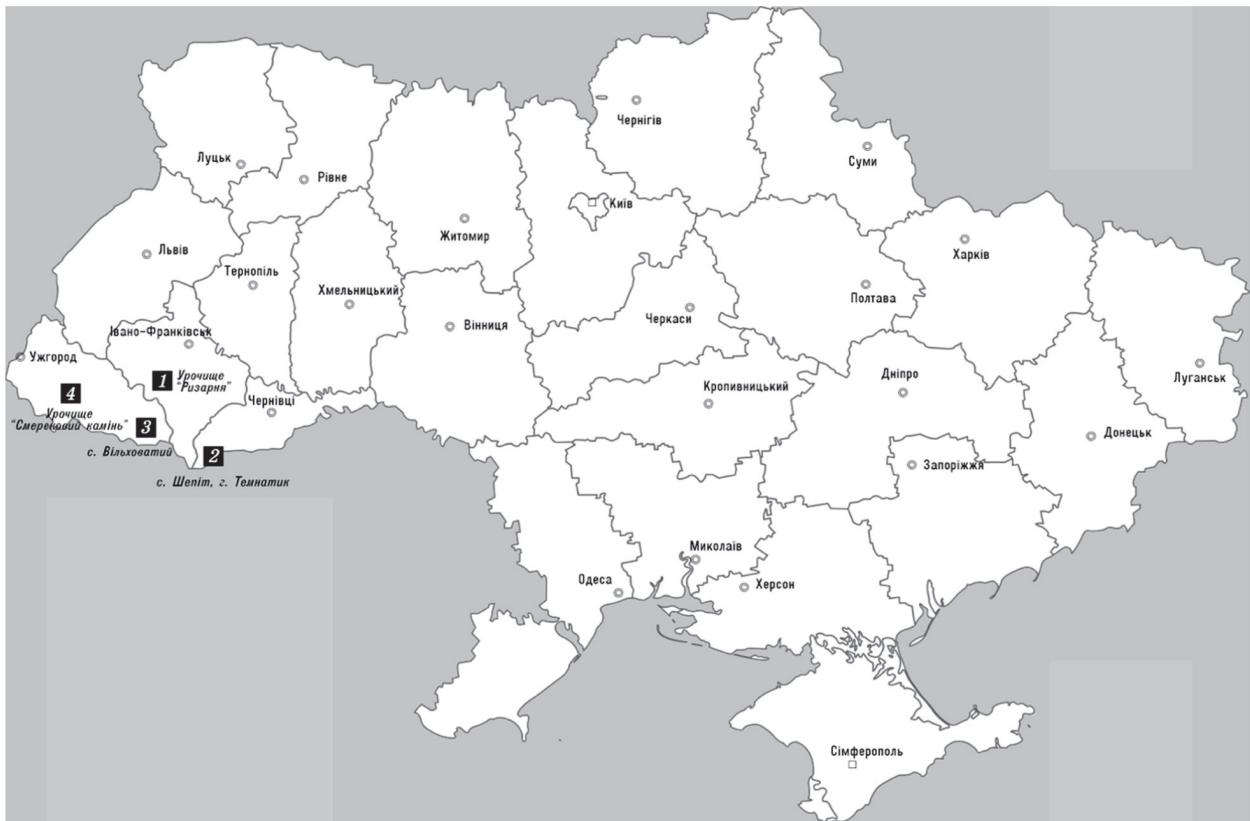 Чернігів
Суми
Луцьк
Рівне
Київ
Житомир
Львів
Харків
Тернопіль
Хмельницький
Полтава
Черкаси
Вінниця
Івано-Франківськ
Ужгород
1 Урочище
"Ризарня"
Луганськ
Дніпро
Кропивницький
4
Чернівці
Урочище
"Смерековий камінь"
3
Донецьк
с. Вільховатий
2
Запоріжжя
с. Шепіт, г. Темнатик
Миколаїв
Одеса
Херсон
Сімферополь